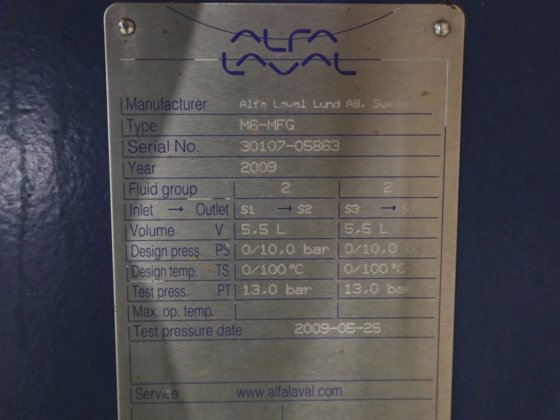 ALFA
LAVAL
Manufacturer Alfa Laval Lund AB, Sweden
Type M6-MFG
Serial No. 30107-05863
Year 2009
Fluid group 2 2
Inlet → Outlet S1 → S2 S3 →
Volume V 5,5 L 5,5 L
Design press. PS 0/10,0 bar 0/10,0
Design temp. TS 0/100°C 0/100°C
Test press. PT 13,0 bar 13,0 bar
Max. op. temp.
Test pressure date 2009-05-25
Service www.alfalaval.com